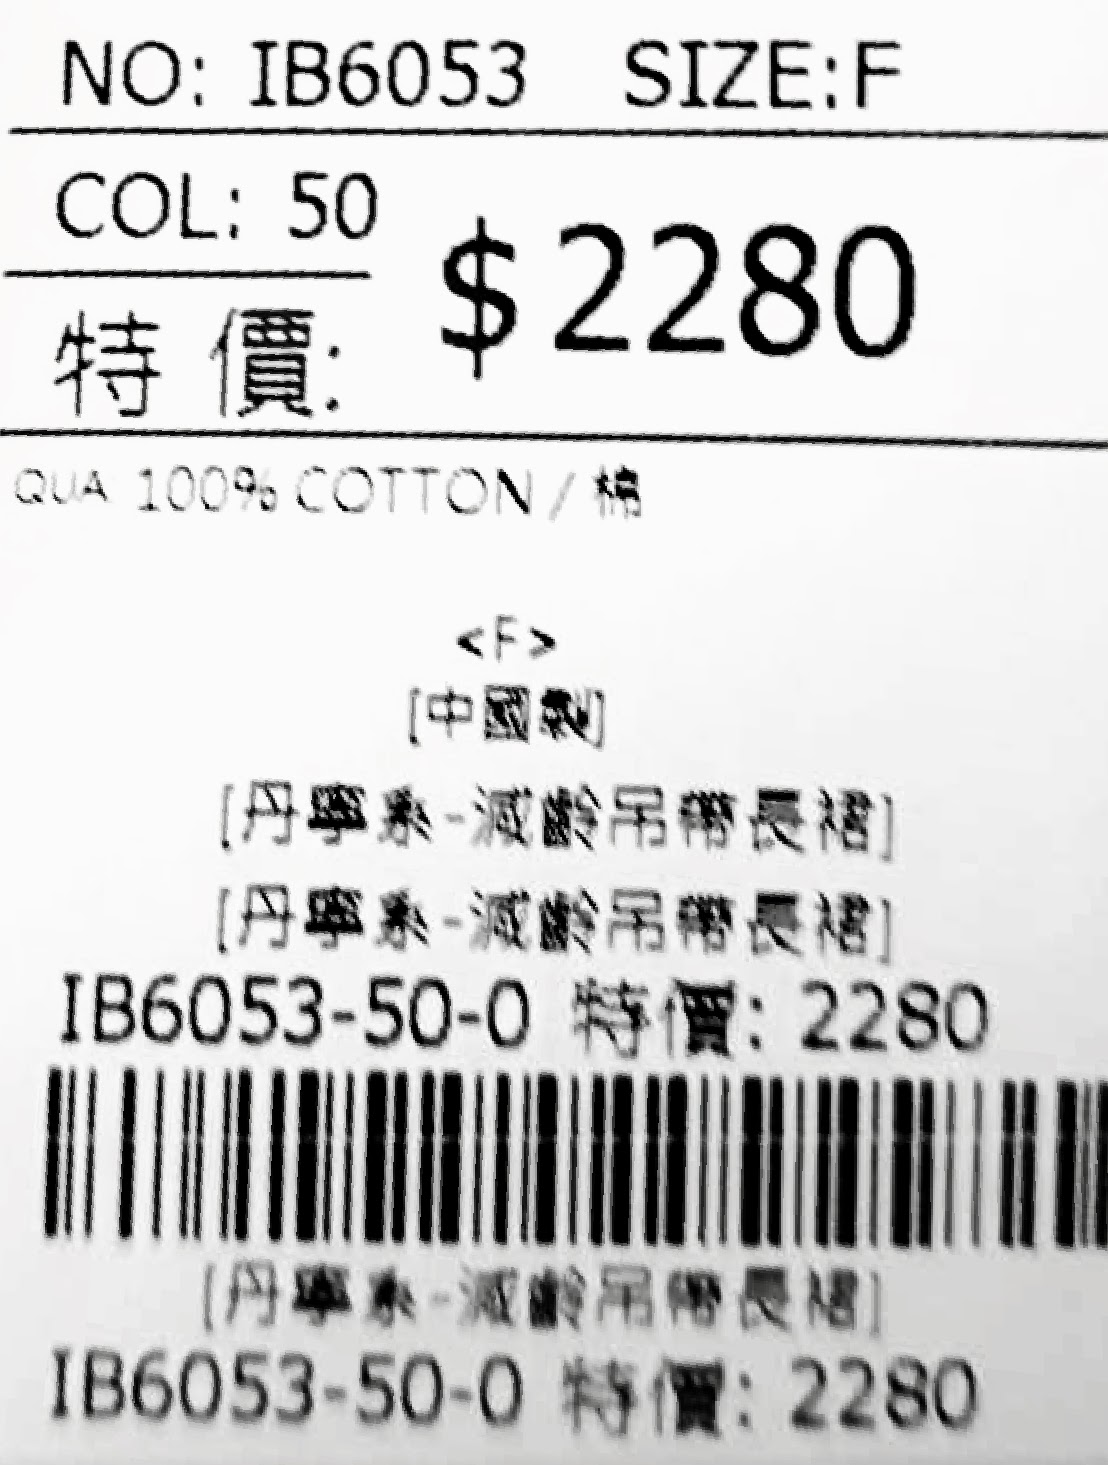 NO: IB6053 SIZE:F
COL: 50
$2280
特價:
QUA 100% COTTON / 棉
<F>
[中國製]
[丹寧系-減齡吊帶長裙]
[丹寧系-減齡吊帶長裙]
IB6053-50-0 特價: 2280
[丹寧系-減齡吊帶長裙]
IB6053-50-0 特價: 2280